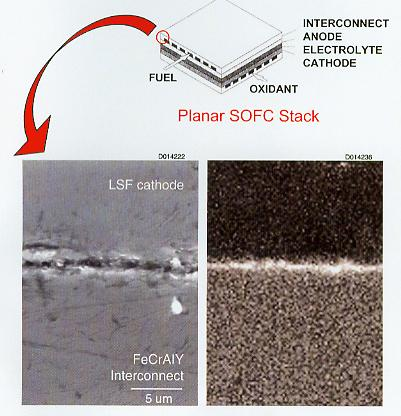 INTERCONNECT
ANODE
ELECTROLYTE
CATHODE
FUEL
OXIDANT
Planar SOFC Stack
D014222
D014236
LSF cathode
FeCrAlY
Interconnect
5 um